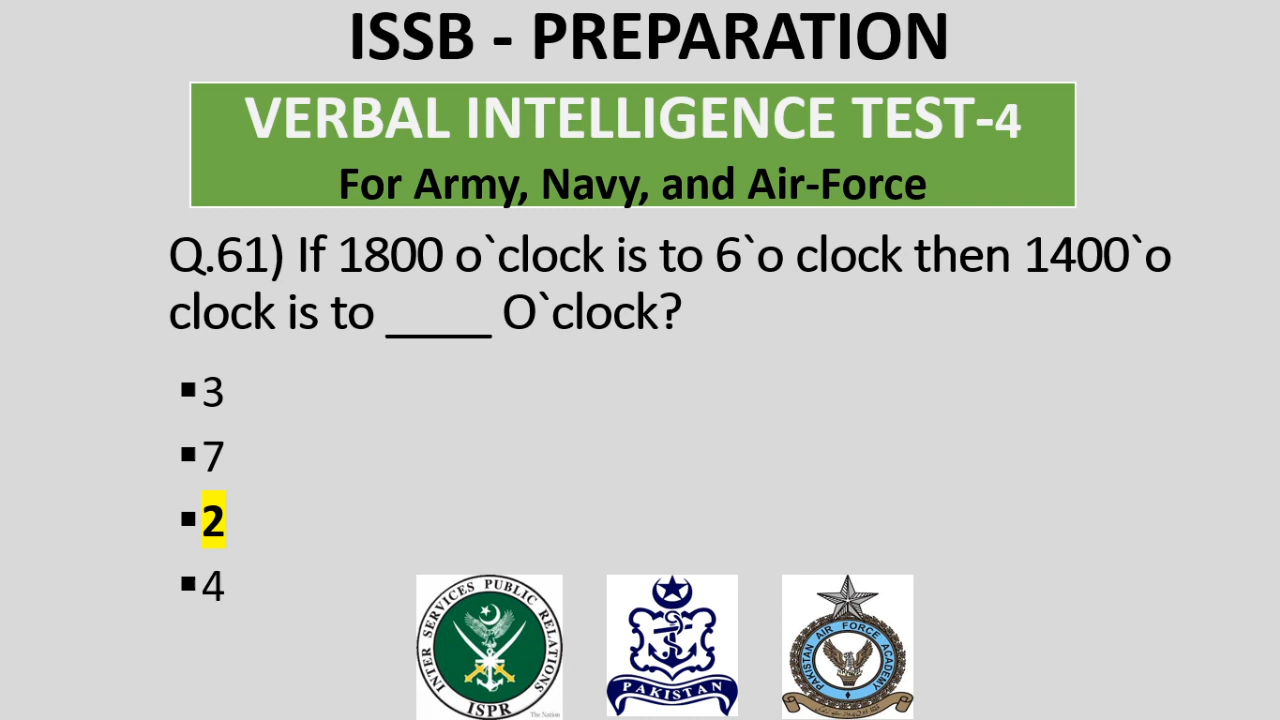 ISSB - PREPARATION
VERBAL INTELLIGENCE TEST-4
For Army, Navy, and Air-Force
Q.61) If 1800 o`clock is to 6`o clock then 1400`o
clock is to ____ O`clock?
▪3
▪7
▪2
▪4
INTER SERVICES PUBLIC RELATIONS
ISPR
The Nation
PAKISTAN
PAKISTAN AIR FORCE ACADEMY